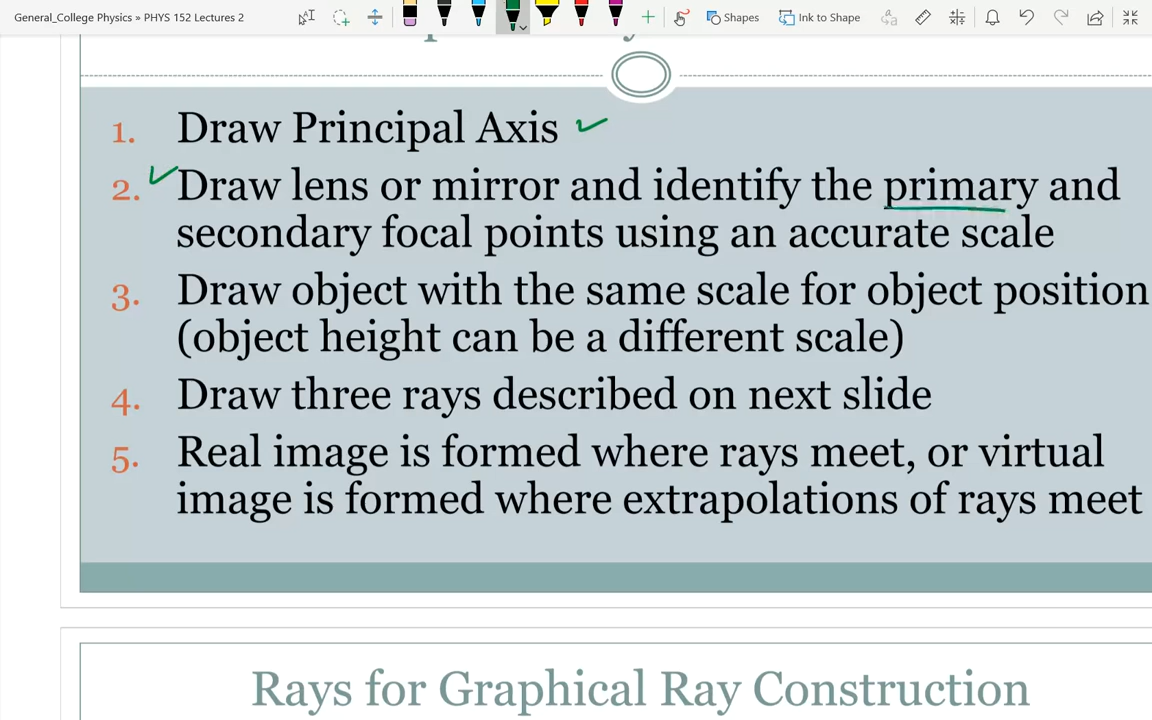 General_College Physics » PHYS 152 Lectures 2
Shapes
Ink to Shape
1. Draw Principal Axis
2. Draw lens or mirror and identify the primary and
secondary focal points using an accurate scale
3. Draw object with the same scale for object position
(object height can be a different scale)
4. Draw three rays described on next slide
5. Real image is formed where rays meet, or virtual
image is formed where extrapolations of rays meet
Rays for Graphical Ray Construction